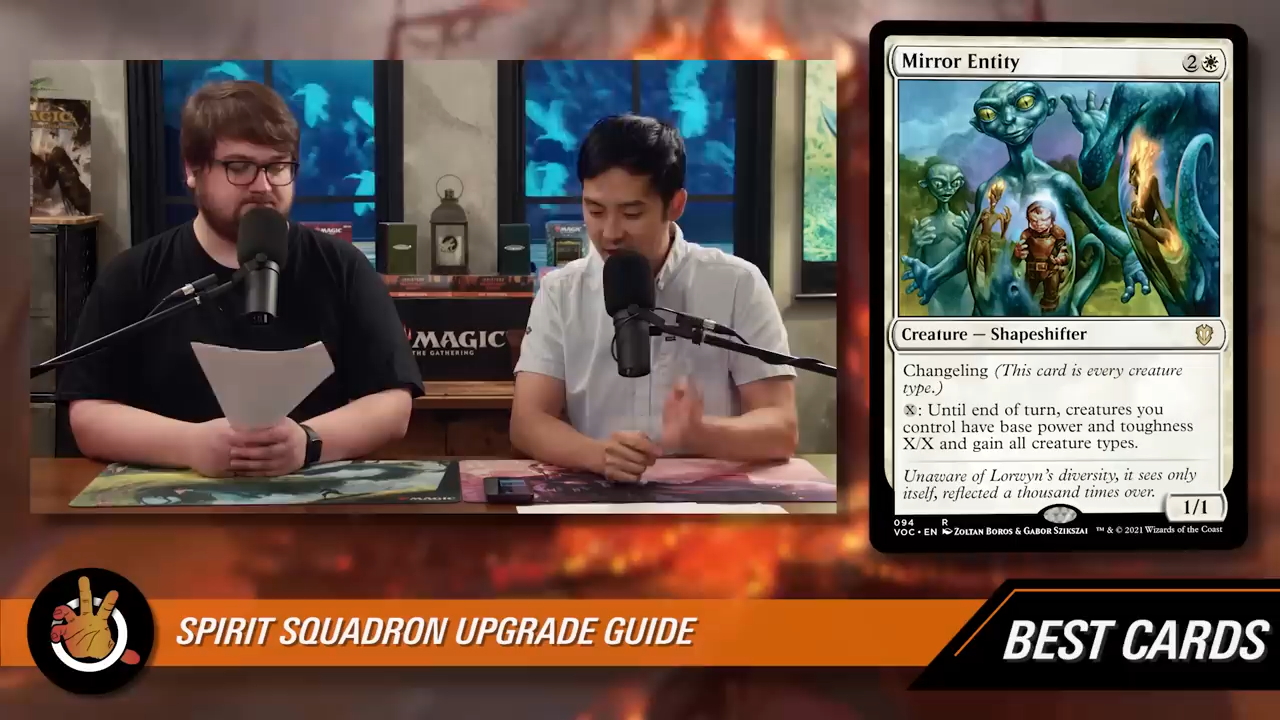 Mirror Entity 2
Creature — Shapeshifter
Changeling (This card is every creature
type.)
X: Until end of turn, creatures you
control have base power and toughness
X/X and gain all creature types.
Unaware of Lorwyn's diversity, it sees only
itself, reflected a thousand times over.
1/1
094 R
VOC • EN ZOLTAN BOROS & GABOR SZIKSZAI ™ & © 2021 Wizards of the Coast
MAGIC
THE GATHERING
MAGIC
MAGIC
SPIRIT SQUADRON UPGRADE GUIDE
BEST CARDS